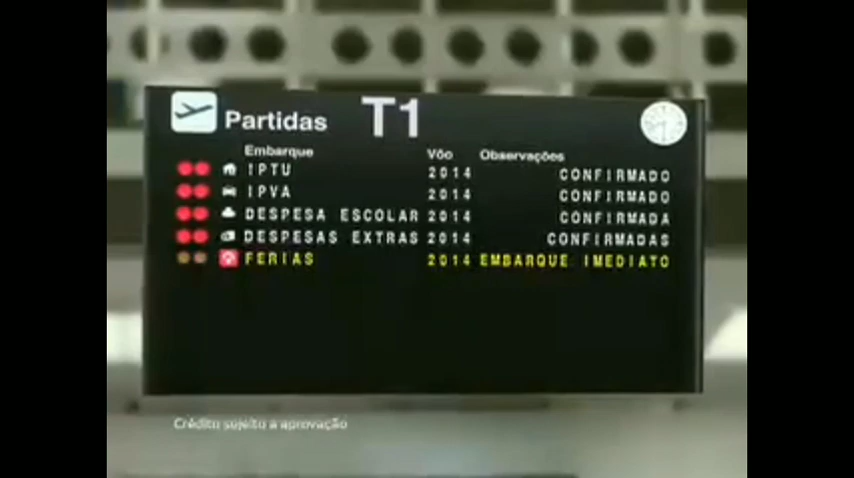 Partidas T1
Embarque Vôo Observações
IPTU 2014 CONFIRMADO
IPVA 2014 CONFIRMADO
DESPESA ESCOLAR 2014 CONFIRMADA
DESPESAS EXTRAS 2014 CONFIRMADAS
FERIAS 2014 EMBARQUE IMEDIATO
Crédito sujeito a aprovação